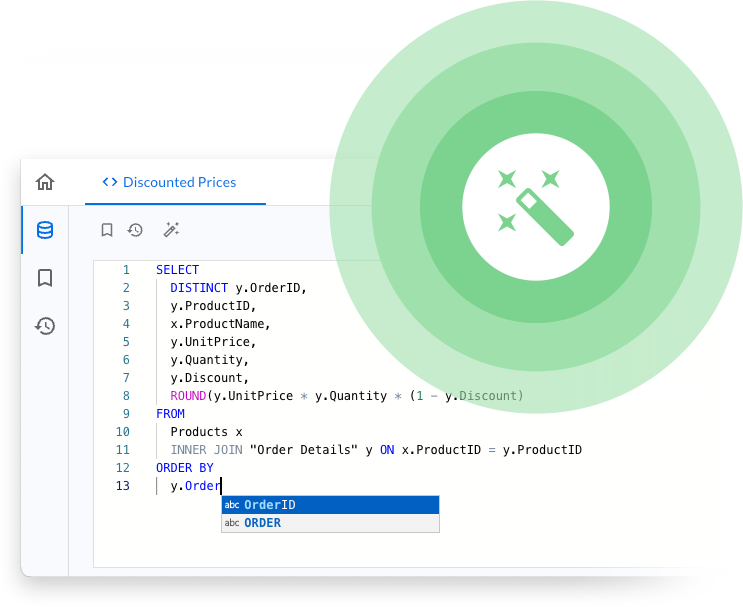 Discounted Prices
1 SELECT
2 DISTINCT y.OrderID,
3 y.ProductID,
4 x.ProductName,
5 y.UnitPrice,
6 y.Quantity,
7 y.Discount,
8 ROUND(y.UnitPrice * y.Quantity * (1 - y.Discount)
9 FROM
10 Products x
11 INNER JOIN "Order Details" y ON x.ProductID = y.ProductID
12 ORDER BY
13 y.Order
abc OrderID
abc ORDER